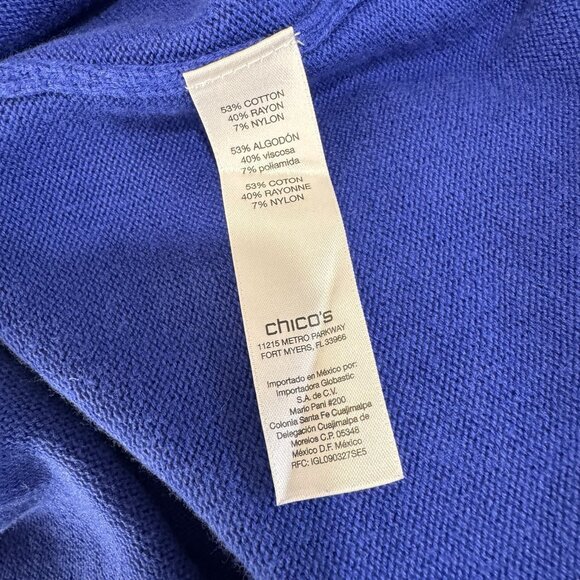 53% COTTON
40% RAYON
7% NYLON
53% ALGODÓN
40% viscosa
7% poliamida
53% COTON
40% RAYONNE
7% NYLON
chico's
11215 METRO PARKWAY
FORT MYERS, FL 33966
Importado en México por:
Importadora Globastic
S.A. de C.V.
Mario Pani #200
Colonia Santa Fe Cuajimalpa
Delegación Cuajimalpa de
Morelos C.P. 05348
México D.F. México
RFC: IGL090327SE5